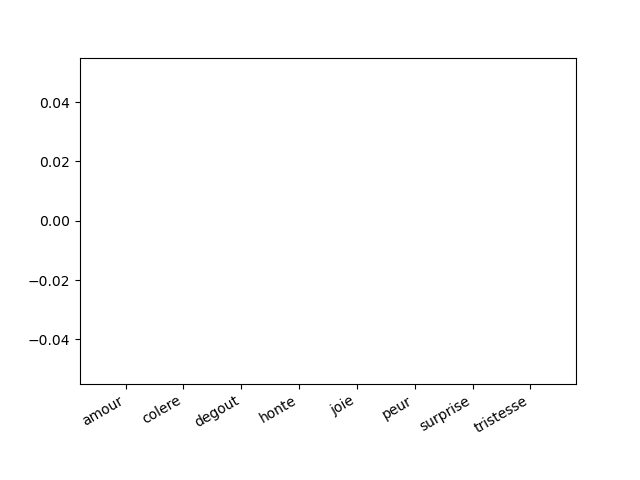 0.04
0.02
0.00
−0.02
−0.04
amour
colere
degout
honte
joie
peur
surprise
tristesse